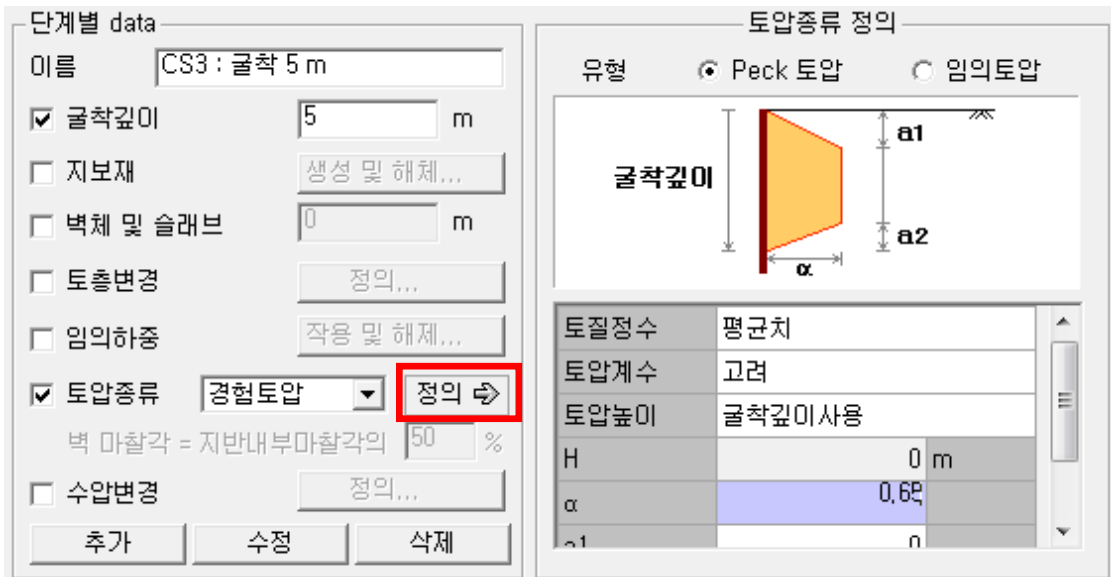 단계별 data
이름 CS3 : 굴착 5 m
굴착깊이 5 m
지보재 생성 및 해체...
벽체 및 슬래브 0 m
토층변경 정의...
임의하중 작용 및 해제...
토압종류 경험토압 정의
벽 마찰각 = 지반내부마찰각의 50 %
수압변경 정의...
추가 수정 삭제
토압종류 정의
유형 Peck 토압 임의토압
a1
굴착깊이
a2
α
토질정수 평균치
토압계수 고려
토압높이 굴착깊이사용
H 0 m
α
a1 0